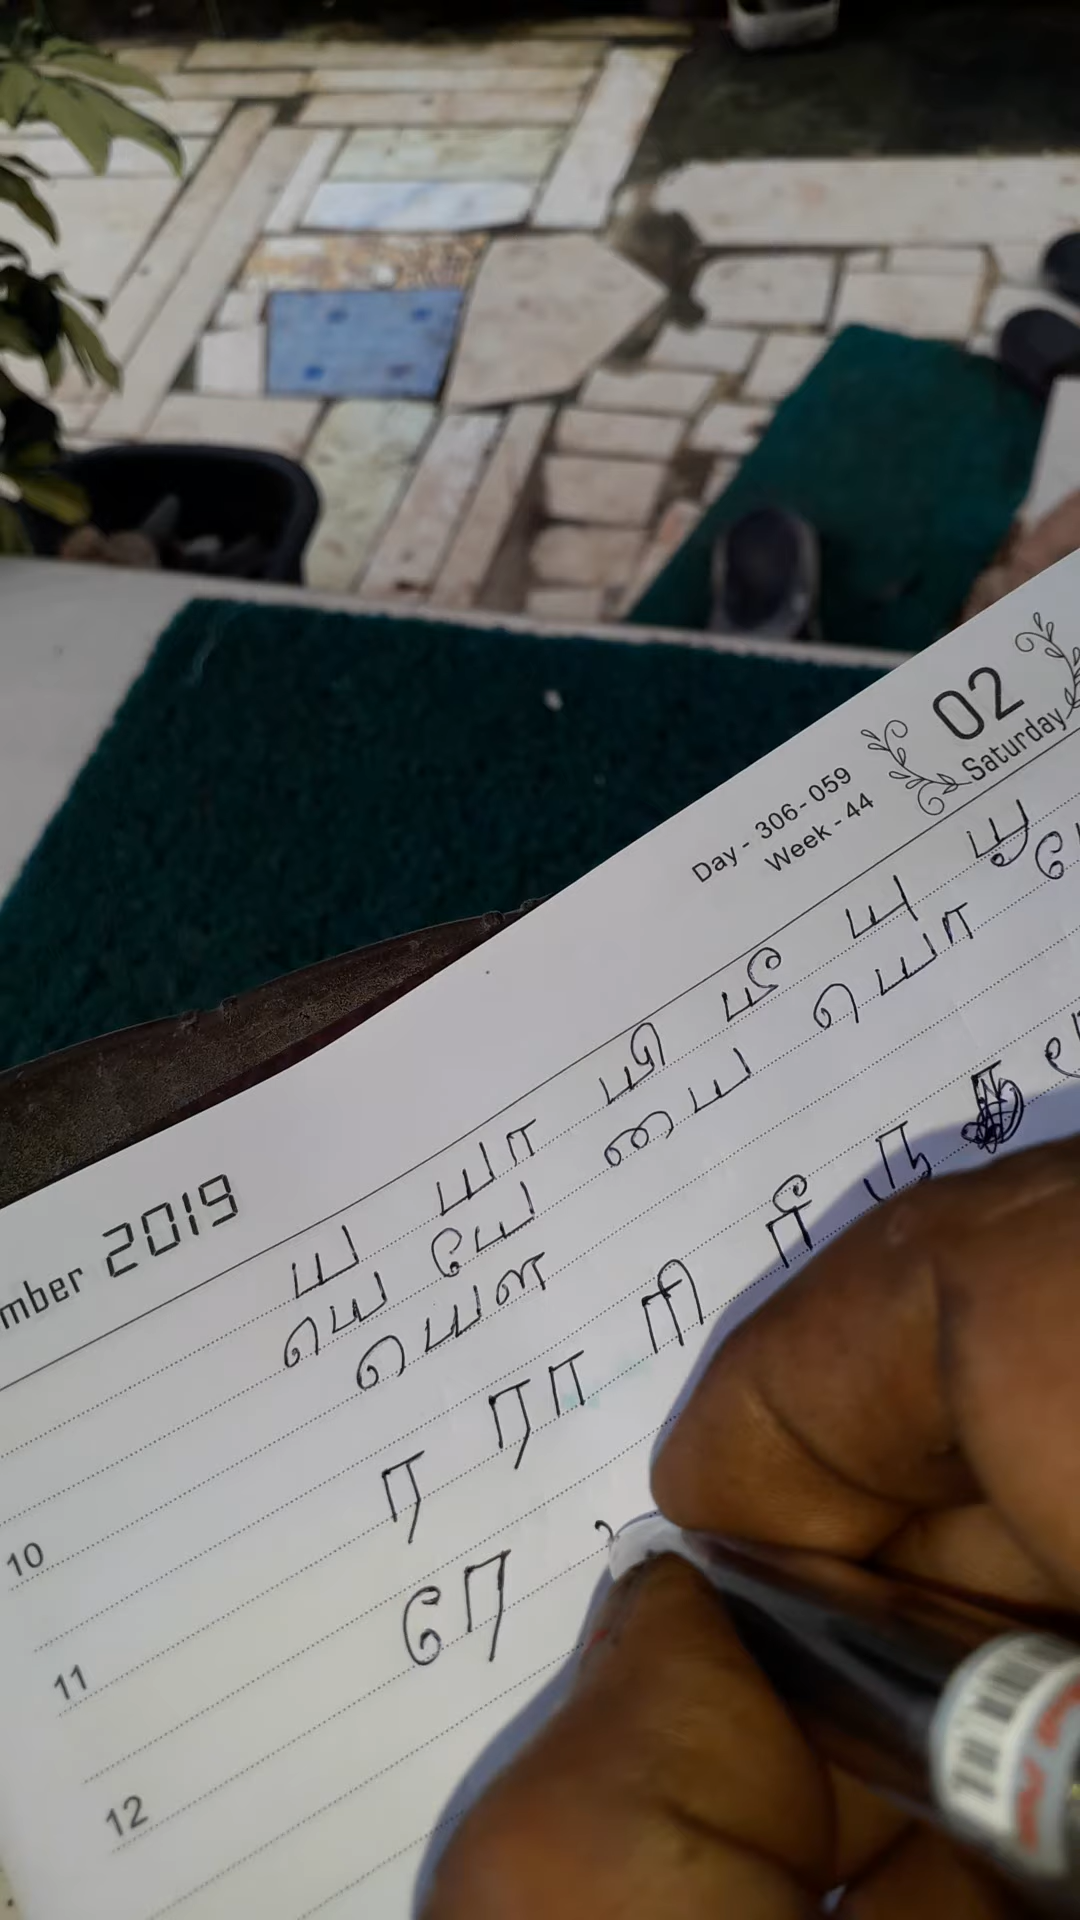 02
Saturday
Day - 306-059
Week - 44
mber 2019
ய யா யி யீ யு யூ
யெ யே யை யொ
யௌ
ர ரா ரி ரீ ரு
ரே
10
11
12